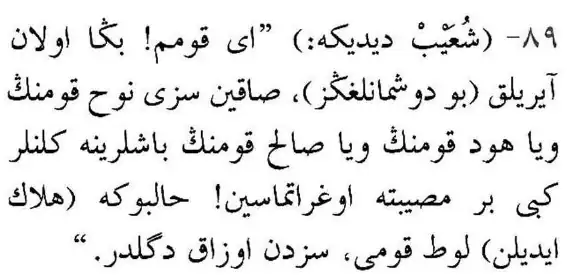 ٨٩- (شُعَيْبْ ديديكه:) ”اى قومم! بڭا اولان
آيريلق (بو دوشمانلغڭز)، صاقين سزى نوح قومنڭ
ويا هود قومنڭ ويا صالح قومنڭ باشلرينه كلنلر
كبى بر مصيبته اوغراتماسين! حالبوكه (هلاك
ايديلن) لوط قومى، سزدن اوزاق دگلدر.“